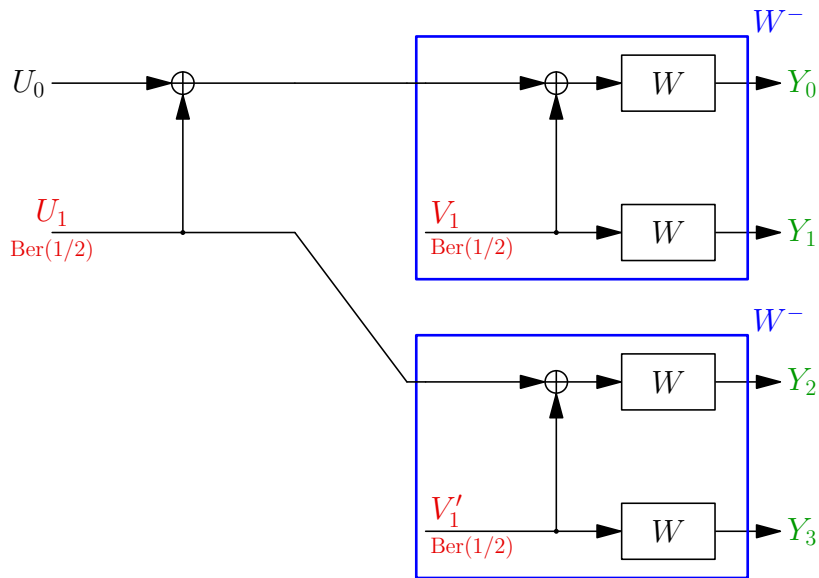 W⁻
U₀
W
Y₀
U₁
Ber(1/2)
V₁
Ber(1/2)
W
Y₁
W⁻
W
Y₂
V₁′
Ber(1/2)
W
Y₃